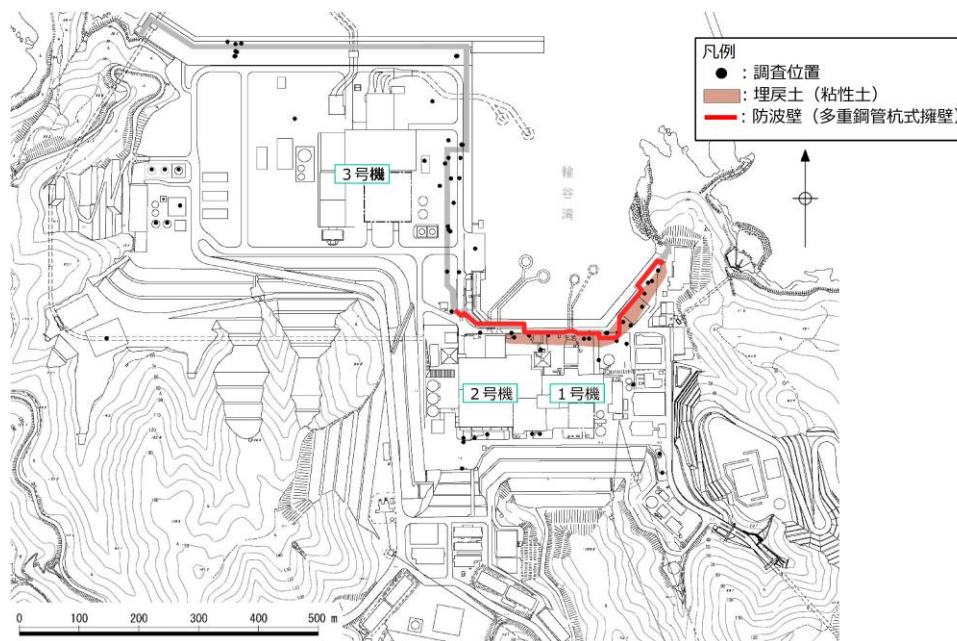 凡例
● : 調査位置
: 埋戻土（粘性土）
: 防波壁（多重鋼管杭式擁壁）
3号機
輪谷湾
2号機
1号機
0 100 200 300 400 500 m